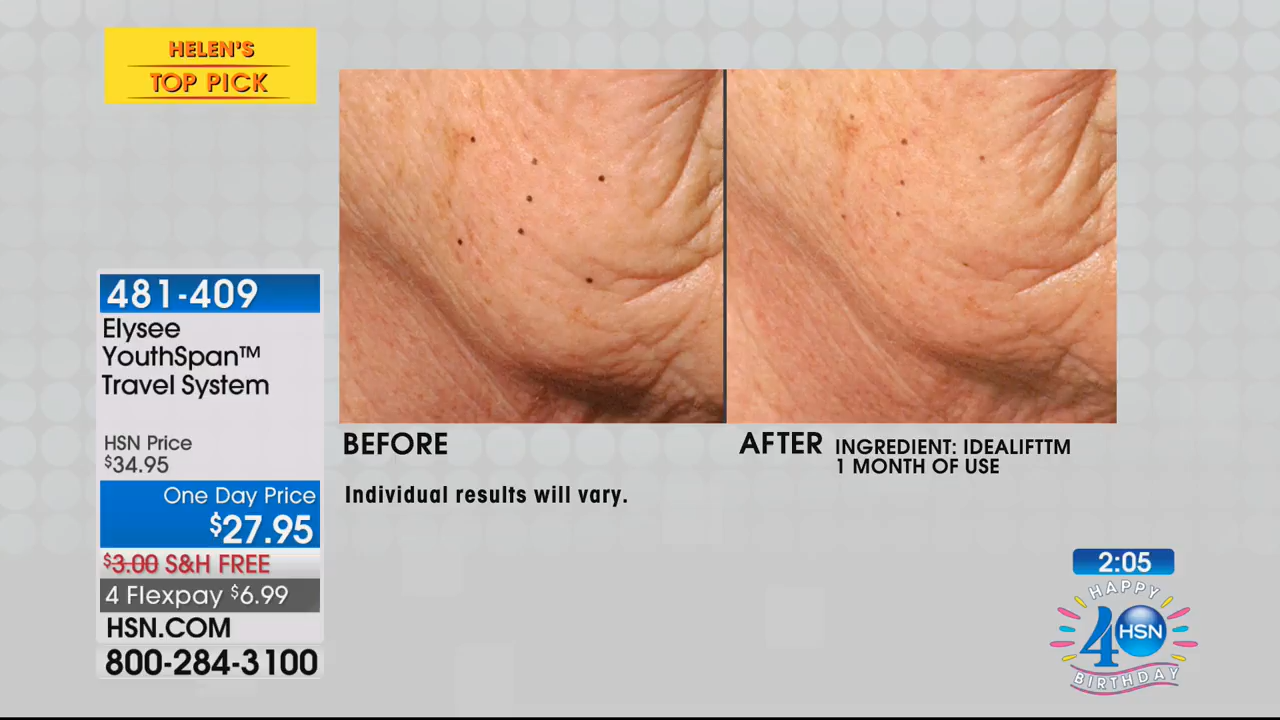 HELEN'S
TOP PICK
481-409
Elysee
YouthSpan™
Travel System
HSN Price
$34.95
One Day Price
$27.95
$3.00 S&H FREE
4 Flexpay $6.99
HSN.COM
800-284-3100
BEFORE
AFTER INGREDIENT: IDEALIFTTM
1 MONTH OF USE
Individual results will vary.
2:05
HAPPY
40 HSN
BIRTHDAY